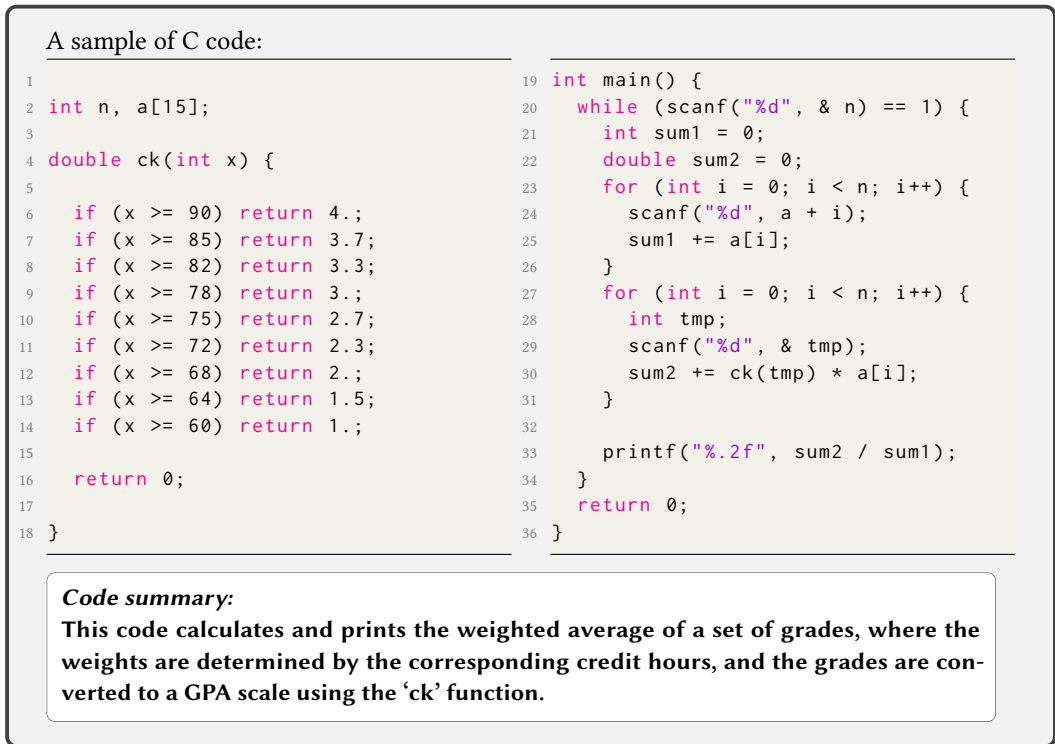 A sample of C code:
1
2 int n, a[15];
3
4 double ck(int x) {
5
6   if (x >= 90) return 4.;
7   if (x >= 85) return 3.7;
8   if (x >= 82) return 3.3;
9   if (x >= 78) return 3.;
10   if (x >= 75) return 2.7;
11   if (x >= 72) return 2.3;
12   if (x >= 68) return 2.;
13   if (x >= 64) return 1.5;
14   if (x >= 60) return 1.;
15
16   return 0;
17
18 }
19 int main() {
20   while (scanf("%d", & n) == 1) {
21     int sum1 = 0;
22     double sum2 = 0;
23     for (int i = 0; i < n; i++) {
24       scanf("%d", a + i);
25       sum1 += a[i];
26     }
27     for (int i = 0; i < n; i++) {
28       int tmp;
29       scanf("%d", & tmp);
30       sum2 += ck(tmp) * a[i];
31     }
32
33     printf("%.2f", sum2 / sum1);
34   }
35   return 0;
36 }
Code summary:
This code calculates and prints the weighted average of a set of grades, where the
weights are determined by the corresponding credit hours, and the grades are con-
verted to a GPA scale using the ‘ck’ function.